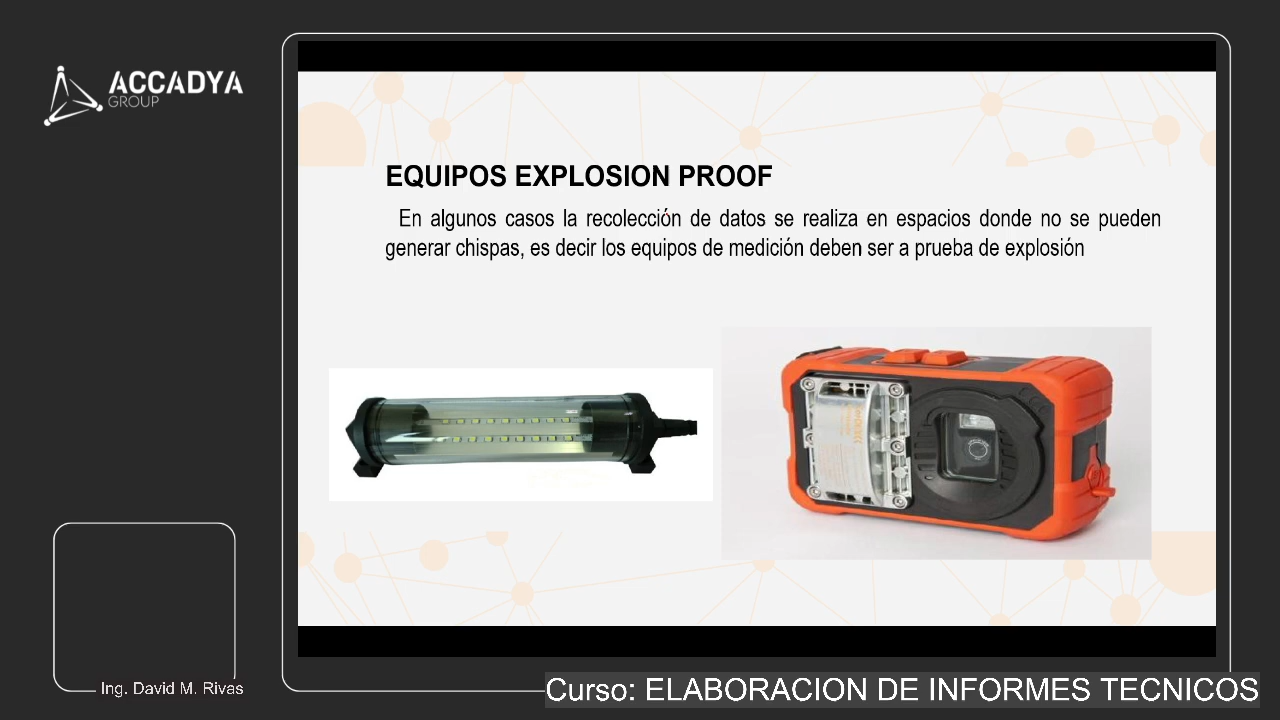 ACCADYA
GROUP
EQUIPOS EXPLOSION PROOF
En algunos casos la recolección de datos se realiza en espacios donde no se pueden
generar chispas, es decir los equipos de medición deben ser a prueba de explosión
Ing. David M. Rivas
Curso: ELABORACION DE INFORMES TECNICOS